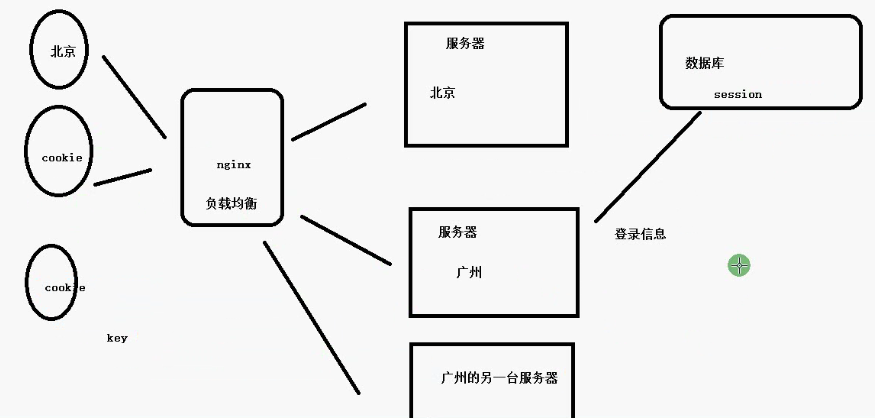 北京
cookie
cookie
key
nginx
负载均衡
服务器
北京
服务器
广州
广州的另一台服务器
数据库
session
登录信息